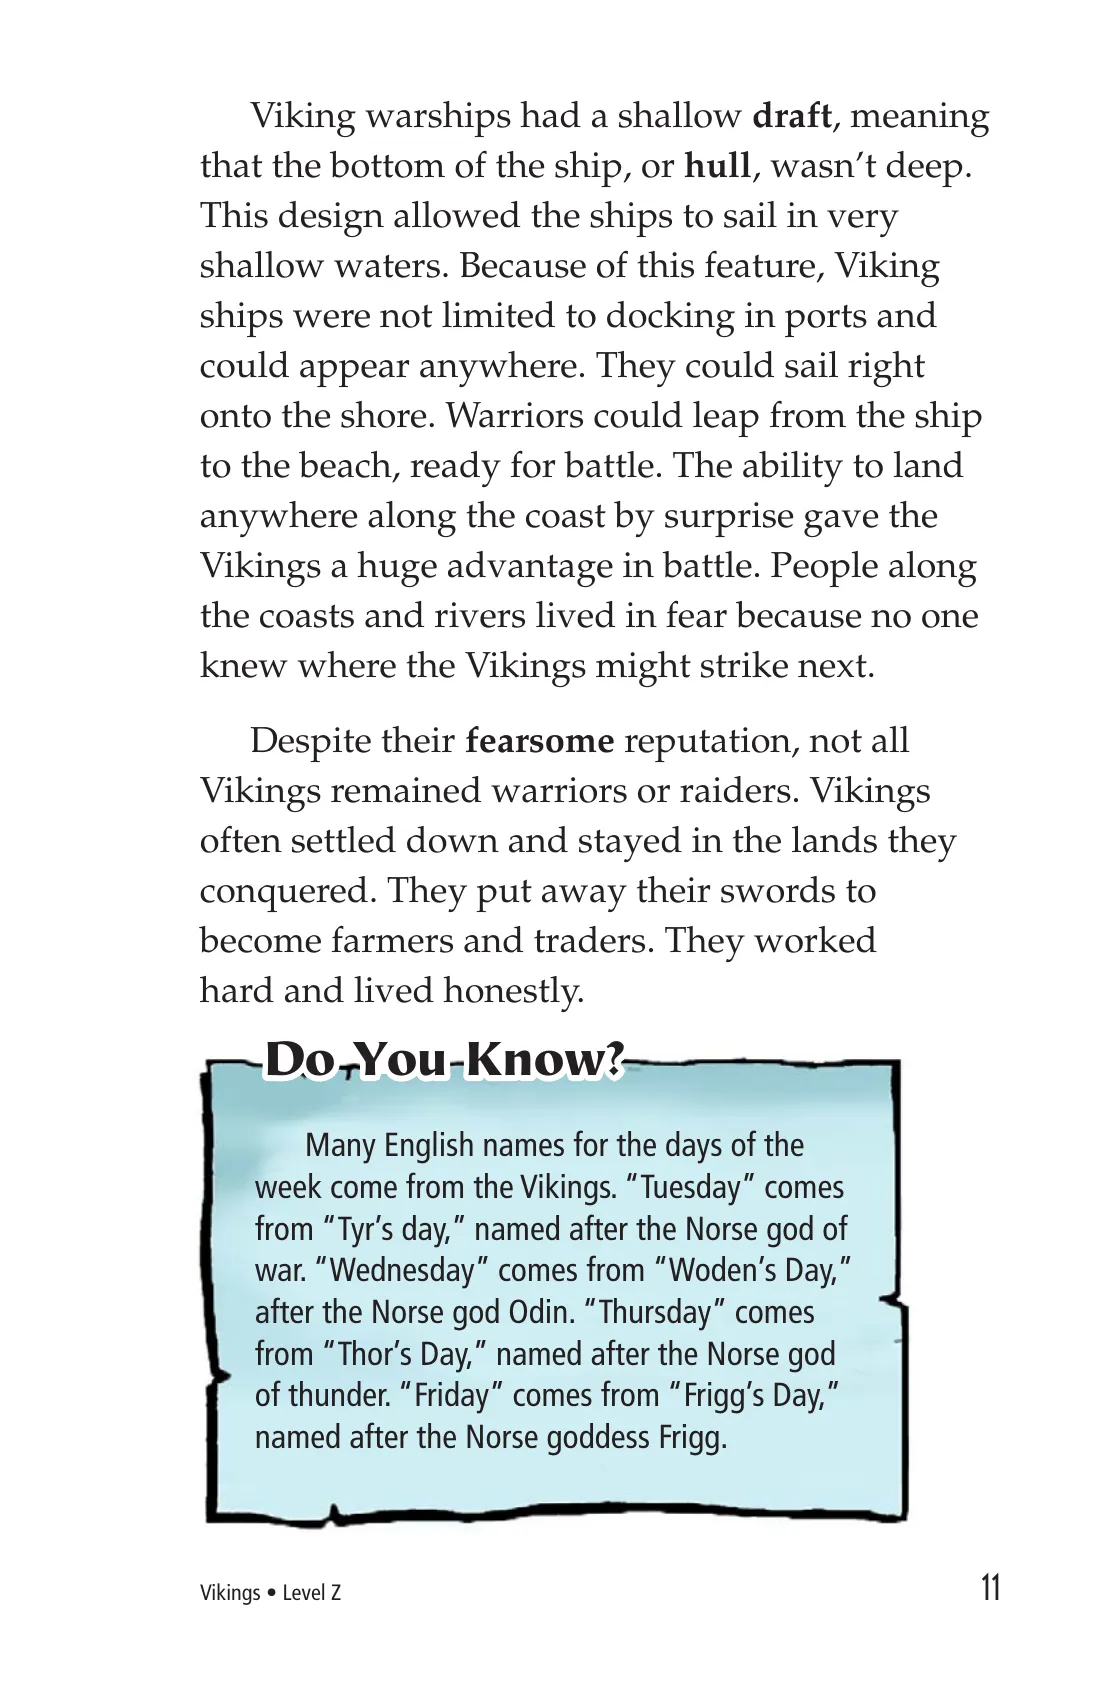 Viking warships had a shallow draft, meaning
that the bottom of the ship, or hull, wasn’t deep.
This design allowed the ships to sail in very
shallow waters. Because of this feature, Viking
ships were not limited to docking in ports and
could appear anywhere. They could sail right
onto the shore. Warriors could leap from the ship
to the beach, ready for battle. The ability to land
anywhere along the coast by surprise gave the
Vikings a huge advantage in battle. People along
the coasts and rivers lived in fear because no one
knew where the Vikings might strike next.
Despite their fearsome reputation, not all
Vikings remained warriors or raiders. Vikings
often settled down and stayed in the lands they
conquered. They put away their swords to
become farmers and traders. They worked
hard and lived honestly.
Do You Know?
Many English names for the days of the
week come from the Vikings. “Tuesday” comes
from “Tyr’s day,” named after the Norse god of
war. “Wednesday” comes from “Woden’s Day,”
after the Norse god Odin. “Thursday” comes
from “Thor’s Day,” named after the Norse god
of thunder. “Friday” comes from “Frigg’s Day,”
named after the Norse goddess Frigg.
Vikings • Level Z
11